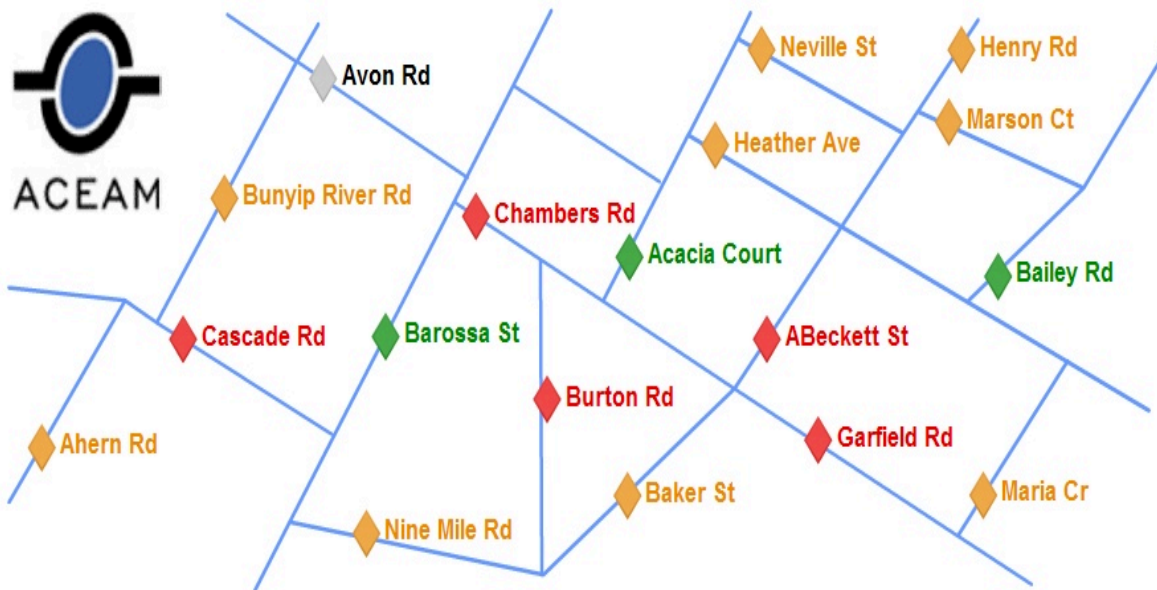 Neville St
Henry Rd
Avon Rd
Marson Ct
Heather Ave
ACEAM
Bunyip River Rd
Chambers Rd
Acacia Court
Bailey Rd
Cascade Rd
Barossa St
ABeckett St
Burton Rd
Garfield Rd
Ahern Rd
Baker St
Maria Cr
Nine Mile Rd